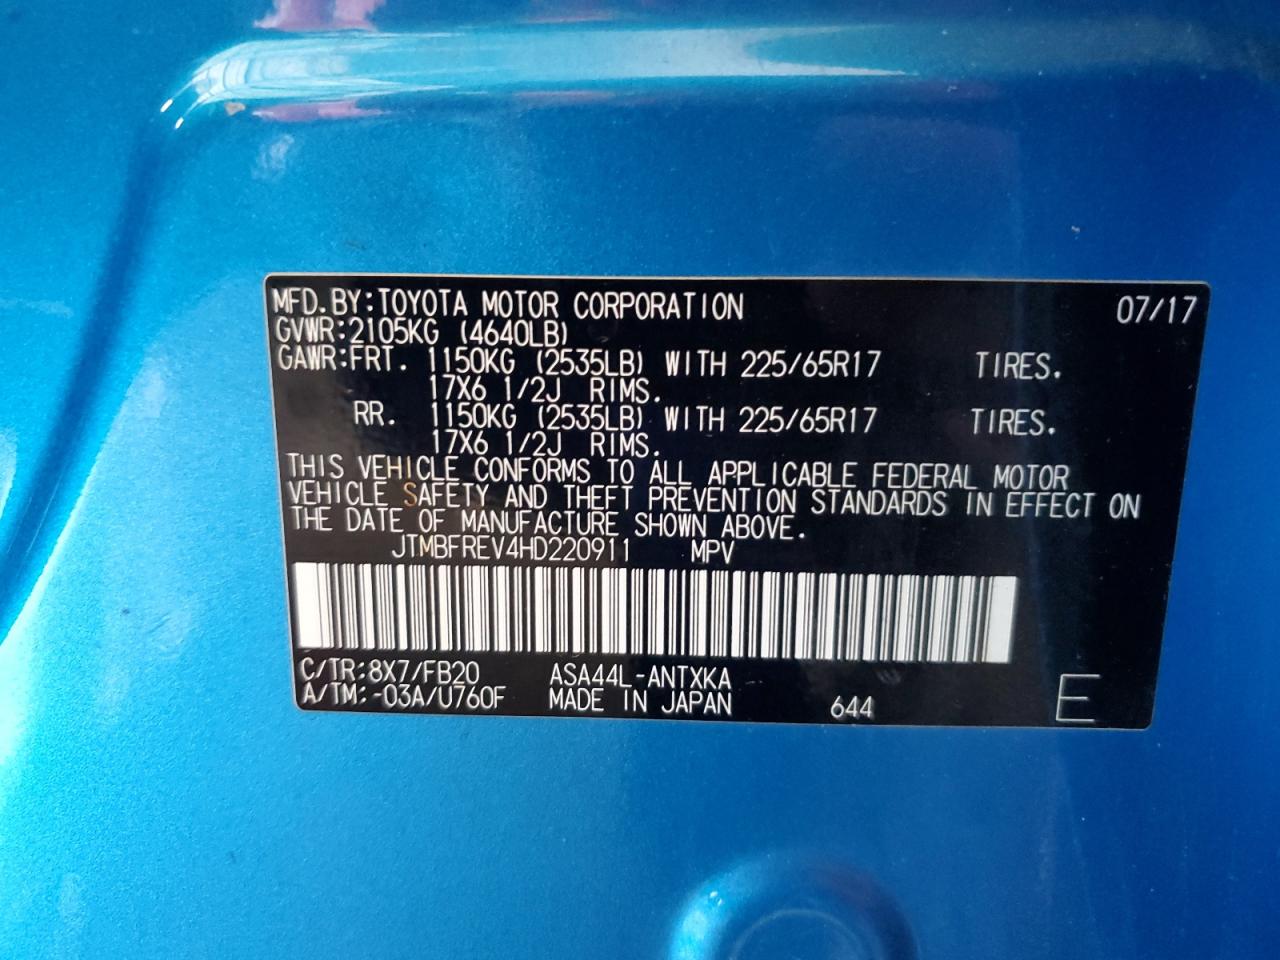 MFD. BY: TOYOTA MOTOR CORPORATION 07/17
GVWR: 2105KG (4640LB)
GAWR: FRT. 1150KG (2535LB) WITH 225/65R17 TIRES.
17X6 1/2J RIMS.
RR. 1150KG (2535LB) WITH 225/65R17 TIRES.
17X6 1/2J RIMS.
THIS VEHICLE CONFORMS TO ALL APPLICABLE FEDERAL MOTOR
VEHICLE SAFETY AND THEFT PREVENTION STANDARDS IN EFFECT ON
THE DATE OF MANUFACTURE SHOWN ABOVE.
JTMBFREV4HD220911 MPV
C/TR: 8X7/FB20 ASA44L-ANTXKA
A/TM: -03A/U760F MADE IN JAPAN 644 E